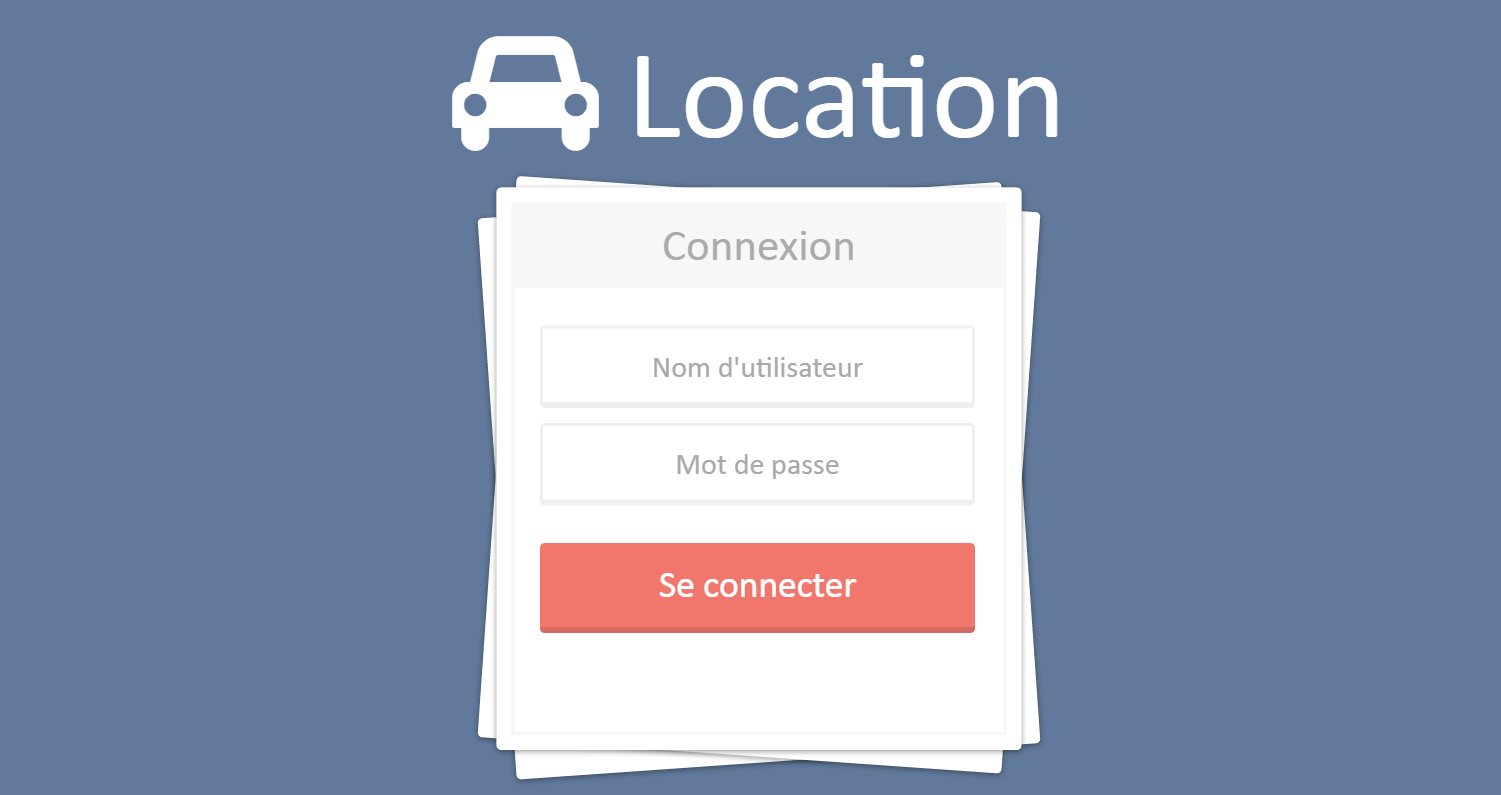 Location
Connexion
Nom d'utilisateur
Mot de passe
Se connecter